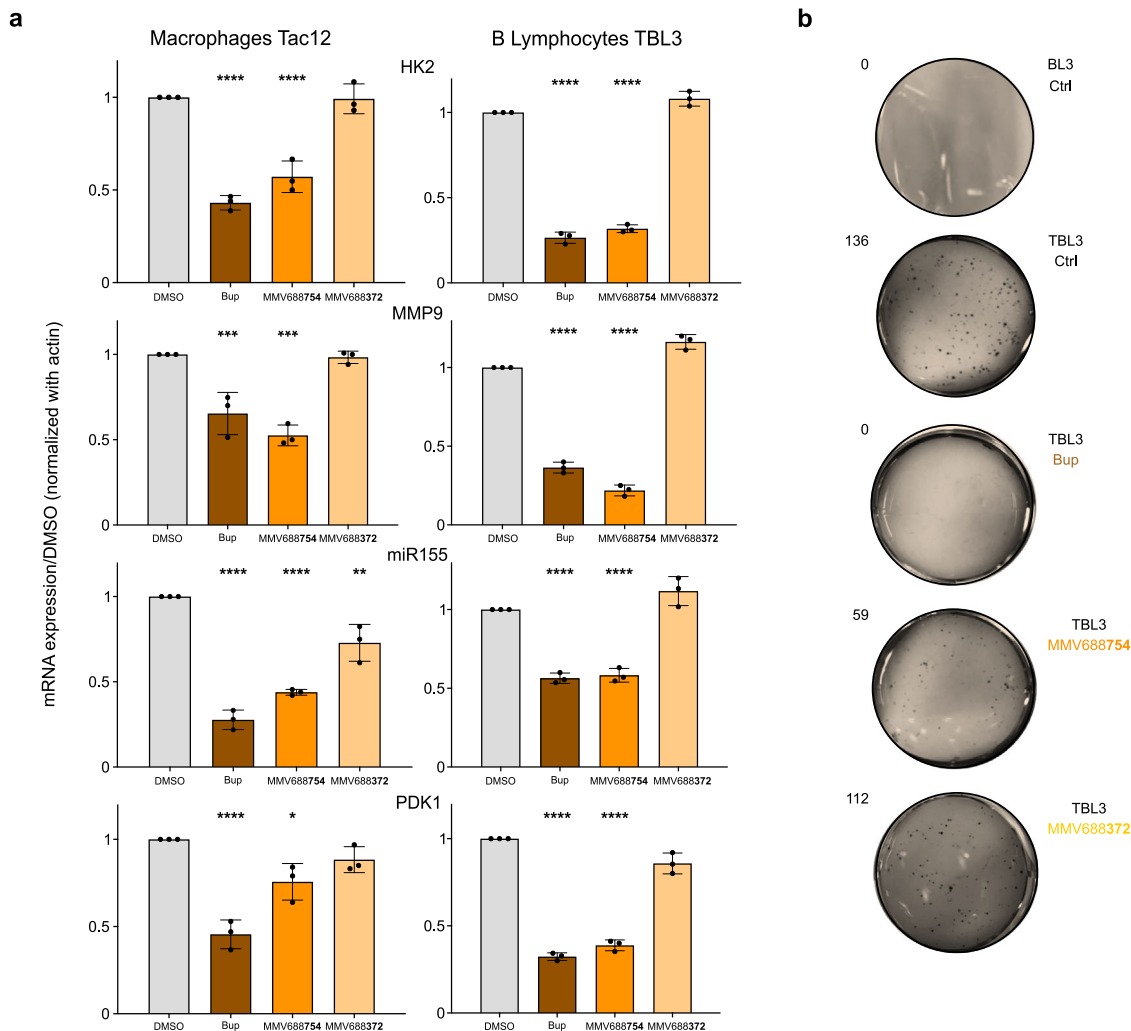 a
b
Macrophages Tac12
B Lymphocytes TBL3
mRNA expression/DMSO (normalized with actin)
HK2
**** ****
1
0.5
0
DMSO Bup MMV688754 MMV688372
**** ****
1
0.5
0
DMSO Bup MMV688754 MMV688372
MMP9
*** ***
1
0.5
0
DMSO Bup MMV688754 MMV688372
**** ****
1
0.5
0
DMSO Bup MMV688754 MMV688372
miR155
**** **** **
1
0.5
0
DMSO Bup MMV688754 MMV688372
**** ****
1
0.5
0
DMSO Bup MMV688754 MMV688372
PDK1
**** *
1
0.5
0
DMSO Bup MMV688754 MMV688372
**** ****
1
0.5
0
DMSO Bup MMV688754 MMV688372
0
BL3
Ctrl
136
TBL3
Ctrl
0
TBL3
Bup
59
TBL3
MMV688754
112
TBL3
MMV688372